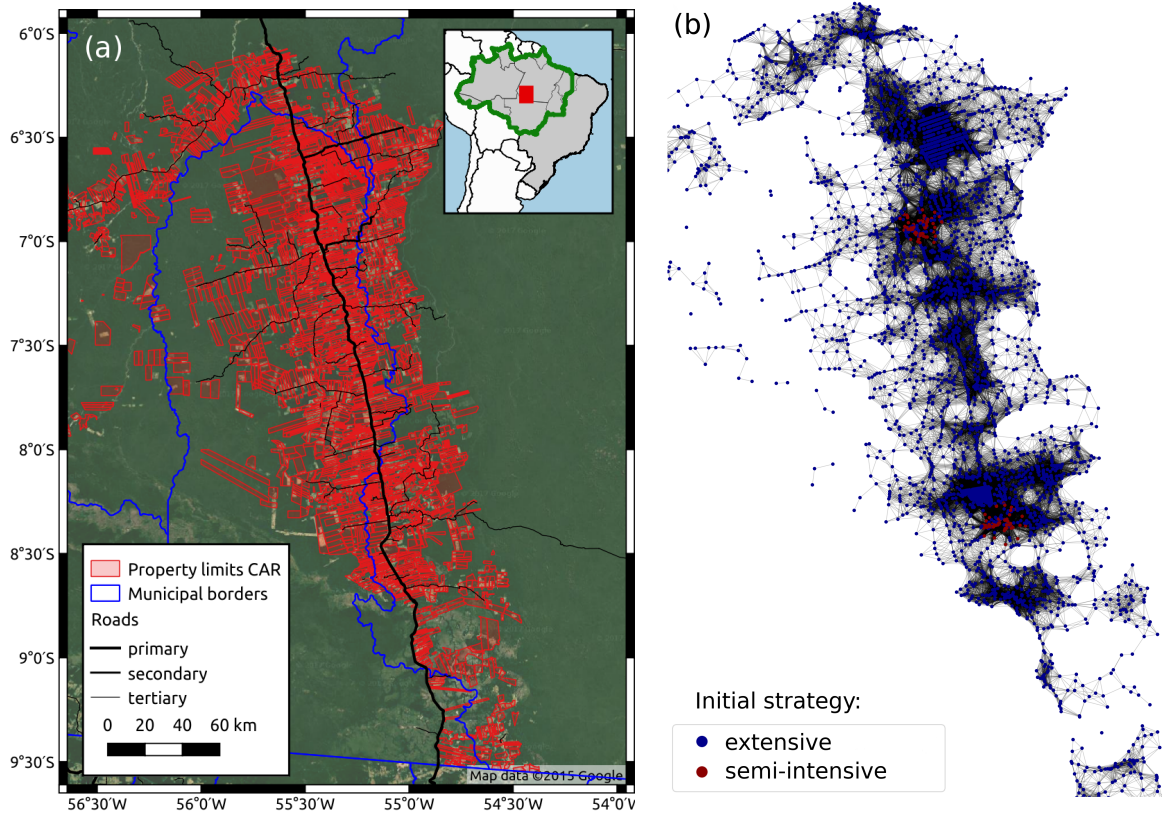 (a)
(b)
6°0′S
6°30′S
7°0′S
7°30′S
8°0′S
8°30′S
9°0′S
9°30′S
Property limits CAR
Municipal borders
Roads
primary
secondary
tertiary
0 20 40 60 km
Map data ©2015 Google
56°30′W 56°0′W 55°30′W 55°0′W 54°30′W 54°0′W
Initial strategy:
extensive
semi-intensive